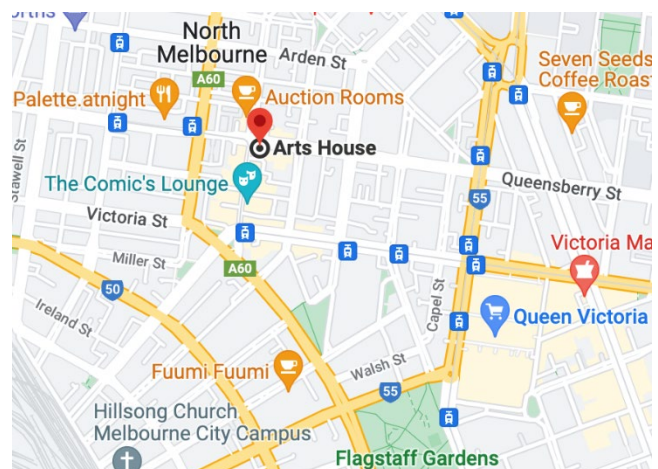 North
Melbourne
Arden St
Seven Seeds
Coffee Roast
A60
Palette.atnight
Auction Rooms
Arts House
Stawell St
The Comic's Lounge
Queensberry St
55
Victoria St
Miller St
A60
Victoria Ma
50
Ireland St
Capel St
Queen Victoria
Walsh St
Fuumi Fuumi
55
Hillsong Church
Melbourne City Campus
Flagstaff Gardens